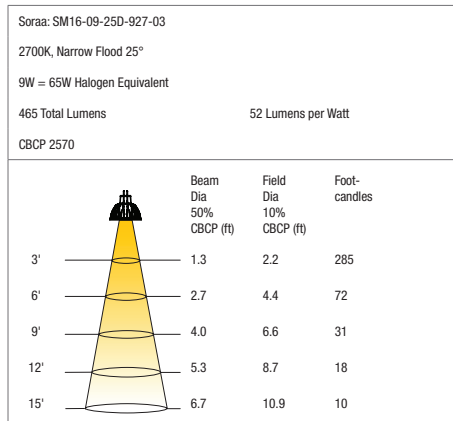 Soraa: SM16-09-25D-927-03
2700K, Narrow Flood 25°
9W = 65W Halogen Equivalent
465 Total Lumens 52 Lumens per Watt
CBCP 2570
Beam Dia 50% CBCP (ft) Field Dia 10% CBCP (ft) Foot-candles
3' 1.3 2.2 285
6' 2.7 4.4 72
9' 4.0 6.6 31
12' 5.3 8.7 18
15' 6.7 10.9 10